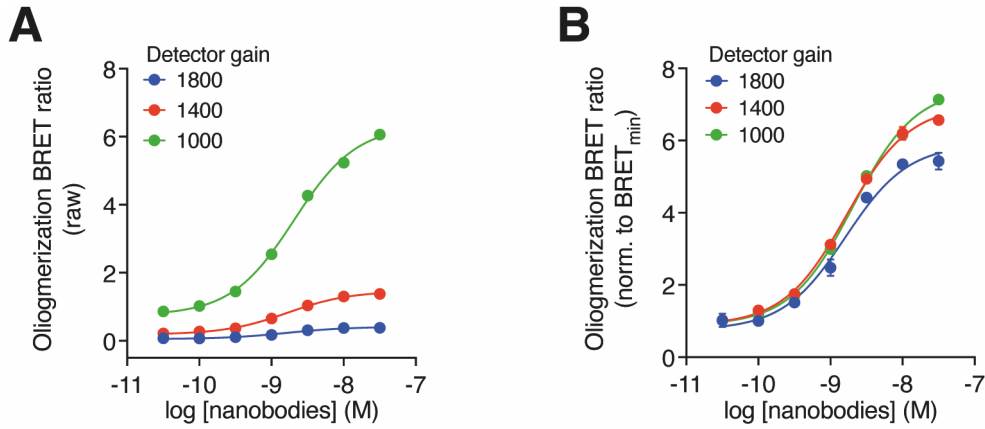 A
Detector gain
1800
1400
1000
Oliogmerization BRET ratio
(raw)
8
6
4
2
0
-11 -10 -9 -8 -7
log [nanobodies] (M)
B
Detector gain
1800
1400
1000
Oliogmerization BRET ratio
(norm. to BRETmin)
8
6
4
2
0
-11 -10 -9 -8 -7
log [nanobodies] (M)